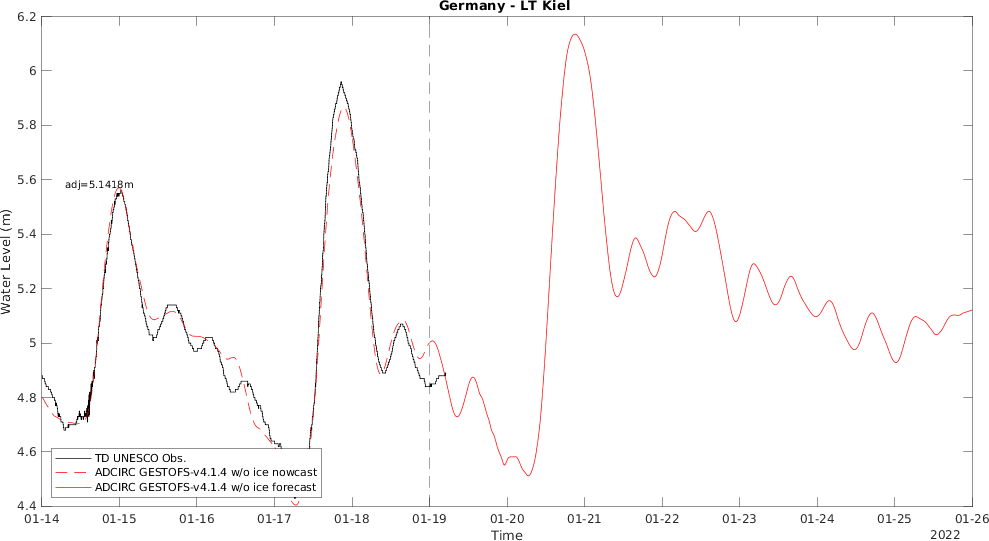 Germany - LT Kiel
6.2
6
5.8
5.6
5.4
5.2
5
4.8
4.6
4.4
Water Level (m)
adj=5.1418m
TD UNESCO Obs.
ADCIRC GESTOFS-v4.1.4 w/o ice nowcast
ADCIRC GESTOFS-v4.1.4 w/o ice forecast
01-14 01-15 01-16 01-17 01-18 01-19 01-20 01-21 01-22 01-23 01-24 01-25 01-26
Time
2022